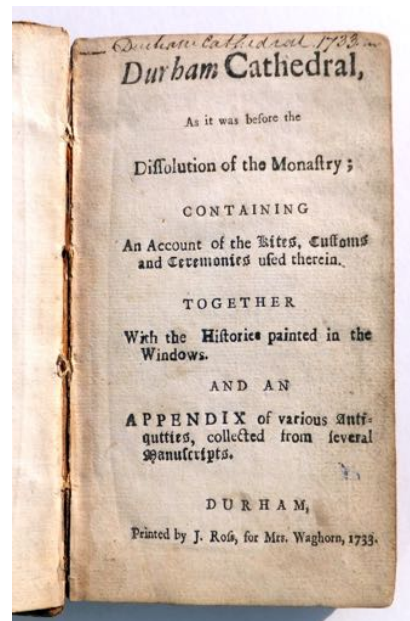 Durham Cathedral 1733
Durham Cathedral,
As it was before the
Diſſolution of the Monaſtry;
CONTAINING
An Account of the Rites, Cuſtoms
and Ceremonies uſed therein.
TOGETHER
With the Hiſtories painted in the
Windows.
AND AN
APPENDIX of various Anti-
quities, collected from ſeveral
Manuſcripts.
DURHAM,
Printed by J. Roſs, for Mrs. Waghorn, 1733.